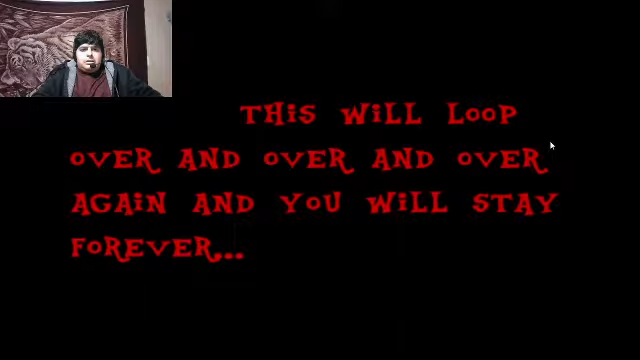 THiS WiLL LOOP
OVER AND OVER AND OVER
AGAiN AND YOU WiLL STAY
FOREVER...